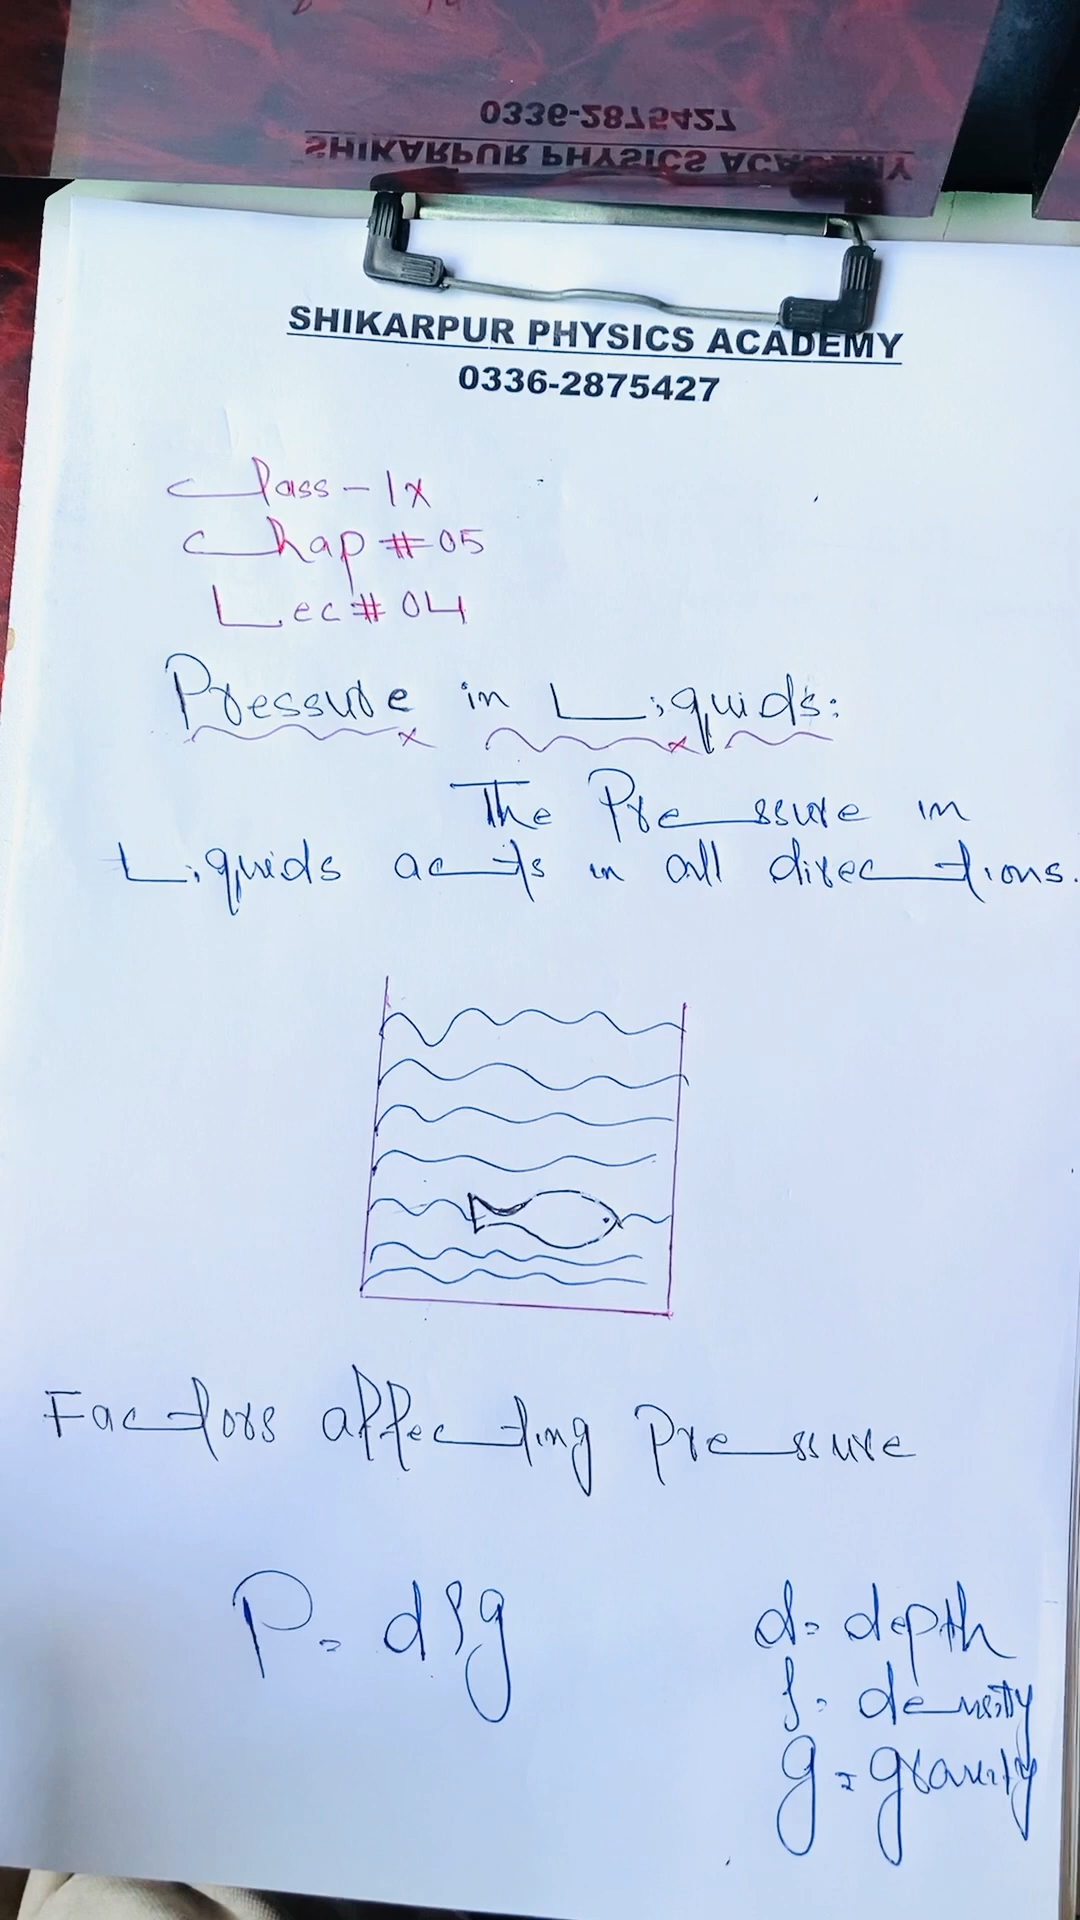 0336-2875427
SHIKARPUR PHYSICS ACADEMY
SHIKARPUR PHYSICS ACADEMY
0336-2875427
Class - IX
Chap # 05
Lec # 04
Pressure in Liquids:
The Pressure in
Liquids acts in all directions.
Factors affecting Pressure
P = dρg
d = depth
ρ = density
g = gravity